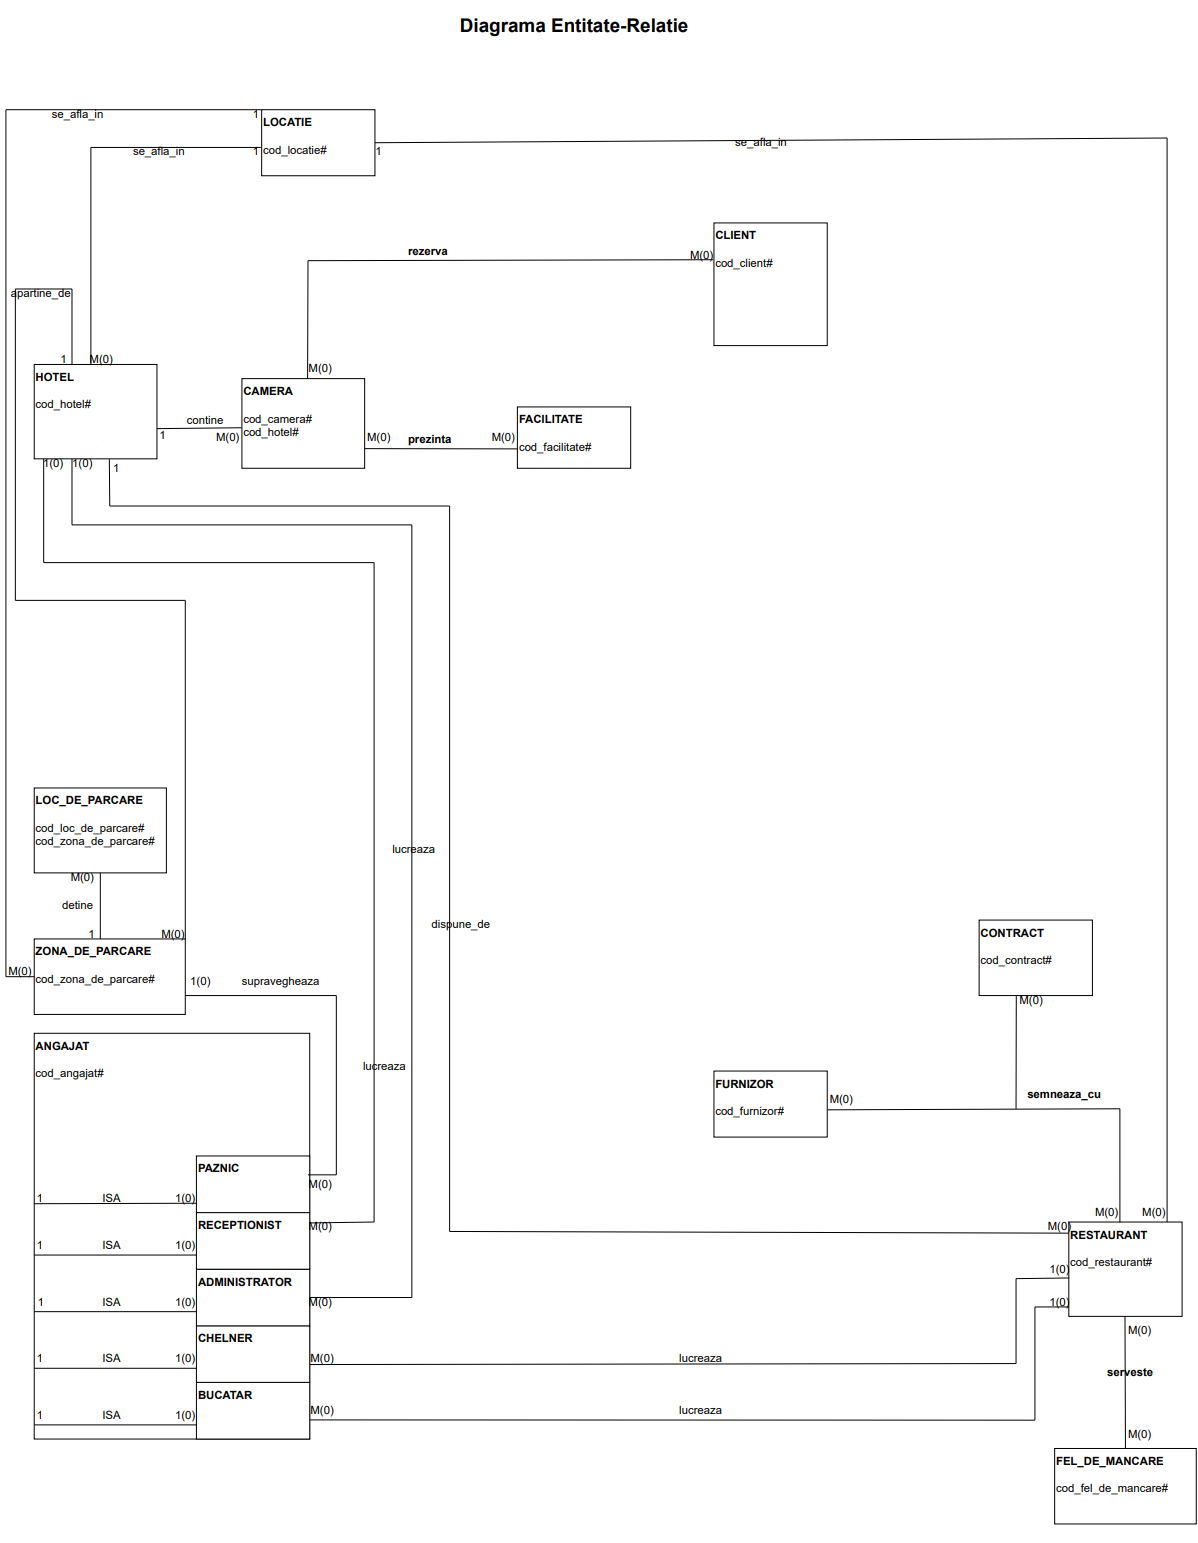 Diagrama Entitate-Relatie
se_afla_in
1
LOCATIE
se_afla_in
1
cod_locatie#
1
se_afla_in
CLIENT
rezerva
M(0)
cod_client#
apartine_de
1
M(0)
M(0)
HOTEL
cod_hotel#
CAMERA
cod_camera#
cod_hotel#
contine
1
M(0)
M(0)
prezinta
M(0)
FACILITATE
cod_facilitate#
1(0)
1(0)
1
LOC_DE_PARCARE
cod_loc_de_parcare#
cod_zona_de_parcare#
M(0)
lucreaza
detine
dispune_de
1
M(0)
ZONA_DE_PARCARE
M(0)
cod_zona_de_parcare#
1(0)
supravegheaza
CONTRACT
cod_contract#
M(0)
ANGAJAT
cod_angajat#
lucreaza
FURNIZOR
cod_furnizor#
M(0)
semneaza_cu
PAZNIC
M(0)
1
ISA
1(0)
RECEPTIONIST
M(0)
1
ISA
1(0)
M(0)
M(0)
M(0)
RESTAURANT
cod_restaurant#
1(0)
1(0)
ADMINISTRATOR
M(0)
1
ISA
1(0)
CHELNER
M(0)
1
ISA
1(0)
lucreaza
M(0)
serveste
BUCATAR
M(0)
1
ISA
1(0)
lucreaza
M(0)
FEL_DE_MANCARE
cod_fel_de_mancare#